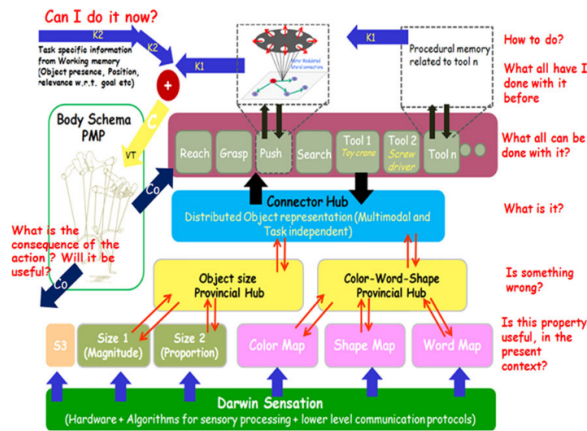 Can I do it now?
K2
Task specific information
from Working memory
(Object presence, Position,
relevance w.r.t. goal etc)
K2
K1
K1
Procedural memory
related to tool n
How to do?
What all have I
done with it
before
+
C
Body Schema
PMP
VT
Co
Reach
Grasp
Push
Search
Tool 1
Toy crane
Tool 2
Screw
driver
Tool n
What all can be
done with it?
Connector Hub
Distributed Object representation (Multimodal and
Task independent)
What is it?
What is the
consequence of the
action ? Will it be
useful?
Co
Object size
Provincial Hub
Color-Word-Shape
Provincial Hub
Is something
wrong?
S3
Size 1
(Magnitude)
Size 2
(Proportion)
Color Map
Shape Map
Word Map
Is this property
useful, in the
present
context?
Darwin Sensation
(Hardware + Algorithms for sensory processing + lower level communication protocols)